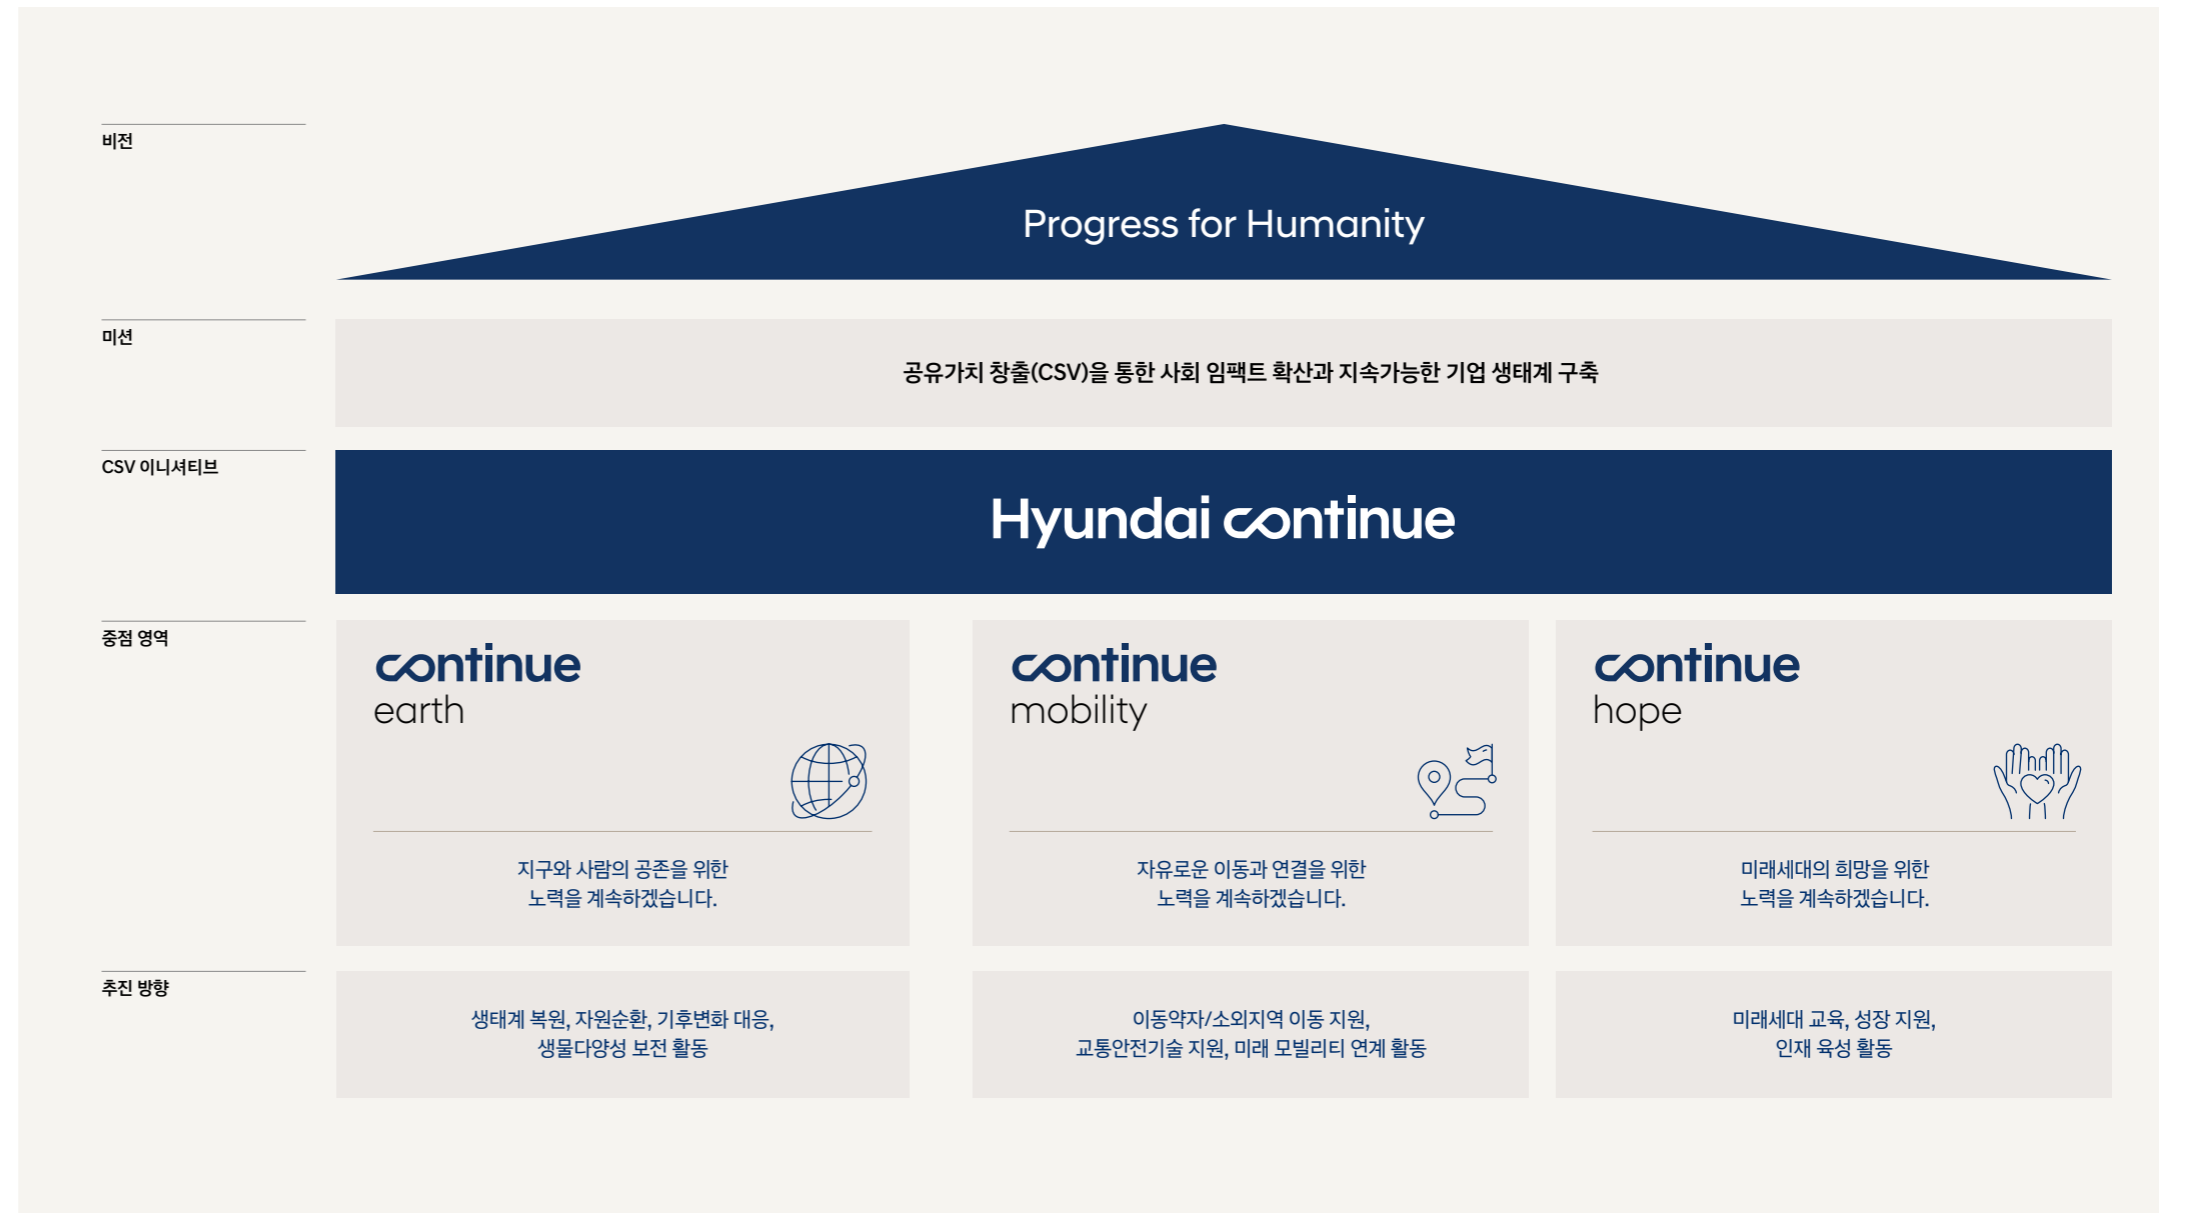 비전
Progress for Humanity
미션
공유가치 창출(CSV)을 통한 사회 임팩트 확산과 지속가능한 기업 생태계 구축
CSV 이니셔티브
Hyundai continue
중점 영역
continue
earth
지구와 사람의 공존을 위한
노력을 계속하겠습니다.
continue
mobility
자유로운 이동과 연결을 위한
노력을 계속하겠습니다.
continue
hope
미래세대의 희망을 위한
노력을 계속하겠습니다.
추진 방향
생태계 복원, 자원순환, 기후변화 대응,
생물다양성 보전 활동
이동약자/소외지역 이동 지원,
교통안전기술 지원, 미래 모빌리티 연계 활동
미래세대 교육, 성장 지원,
인재 육성 활동